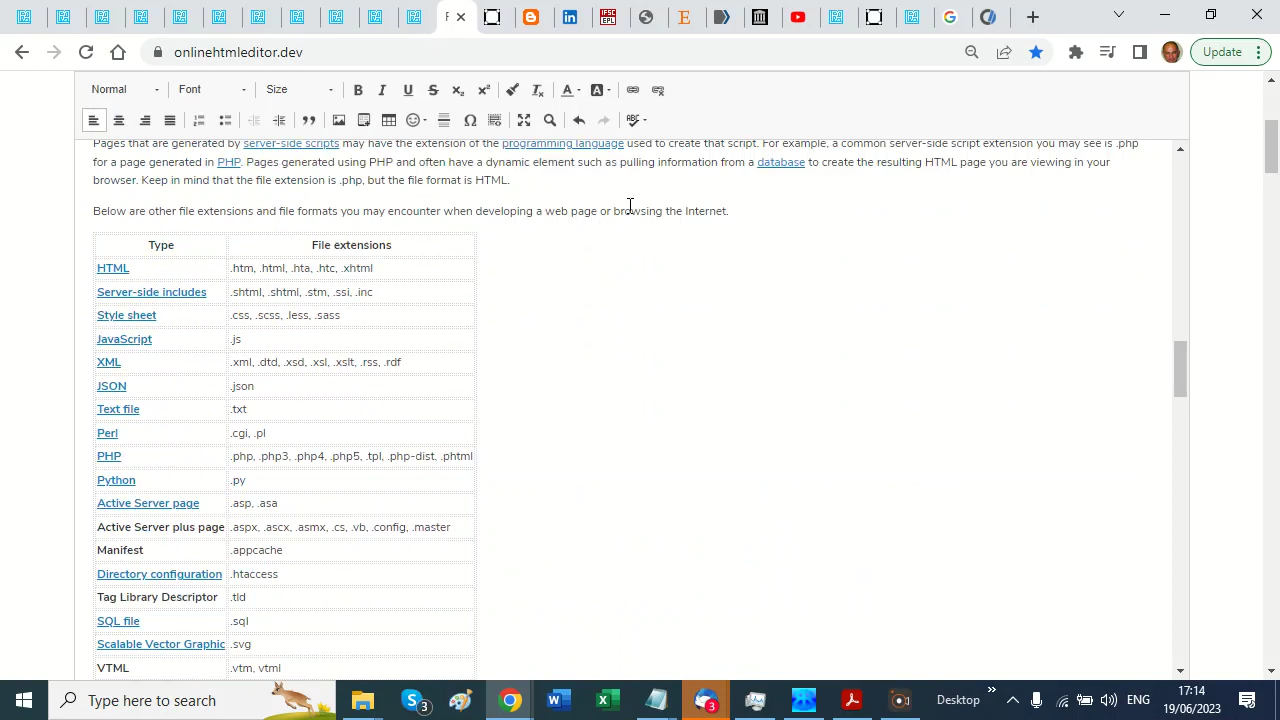 onlinehtmleditor.dev
Update
Normal Font Size
Pages that are generated by server-side scripts may have the extension of the programming language used to create that script. For example, a common server-side script extension you may see is .php
for a page generated in PHP. Pages generated using PHP and often have a dynamic element such as pulling information from a database to create the resulting HTML page you are viewing in your
browser. Keep in mind that the file extension is .php, but the file format is HTML.
Below are other file extensions and file formats you may encounter when developing a web page or browsing the Internet.
Type File extensions
HTML .htm, .html, .hta, .htc, .xhtml
Server-side includes .shtml, .shtml, .stm, .ssi, .inc
Style sheet .css, .scss, .less, .sass
JavaScript .js
XML .xml, .dtd, .xsd, .xsl, .xslt, .rss, .rdf
JSON .json
Text file .txt
Perl .cgi, .pl
PHP .php, .php3, .php4, .php5, .tpl, .php-dist, .phtml
Python .py
Active Server page .asp, .asa
Active Server plus page .aspx, .ascx, .asmx, .cs, .vb, .config, .master
Manifest .appcache
Directory configuration .htaccess
Tag Library Descriptor .tld
SQL file .sql
Scalable Vector Graphic .svg
VTML .vtm, vtml
Type here to search
Desktop
ENG
17:14
19/06/2023